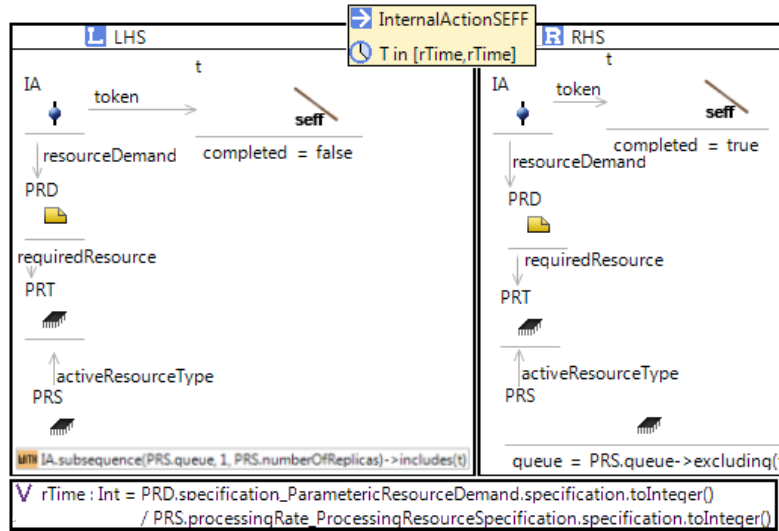 InternalActionSEFF
T in [rTime,rTime]
L LHS
R RHS
t
IA
token
seff
completed = false
resourceDemand
PRD
requiredResource
PRT
activeResourceType
PRS
WITH IA.subsequence(PRS.queue, 1, PRS.numberOfReplicas)->includes(t)
t
IA
token
seff
completed = true
resourceDemand
PRD
requiredResource
PRT
activeResourceType
PRS
queue = PRS.queue->excluding(t
V rTime : Int = PRD.specification_ParametericResourceDemand.specification.toInteger()
/ PRS.processingRate_ProcessingResourceSpecification.specification.toInteger()